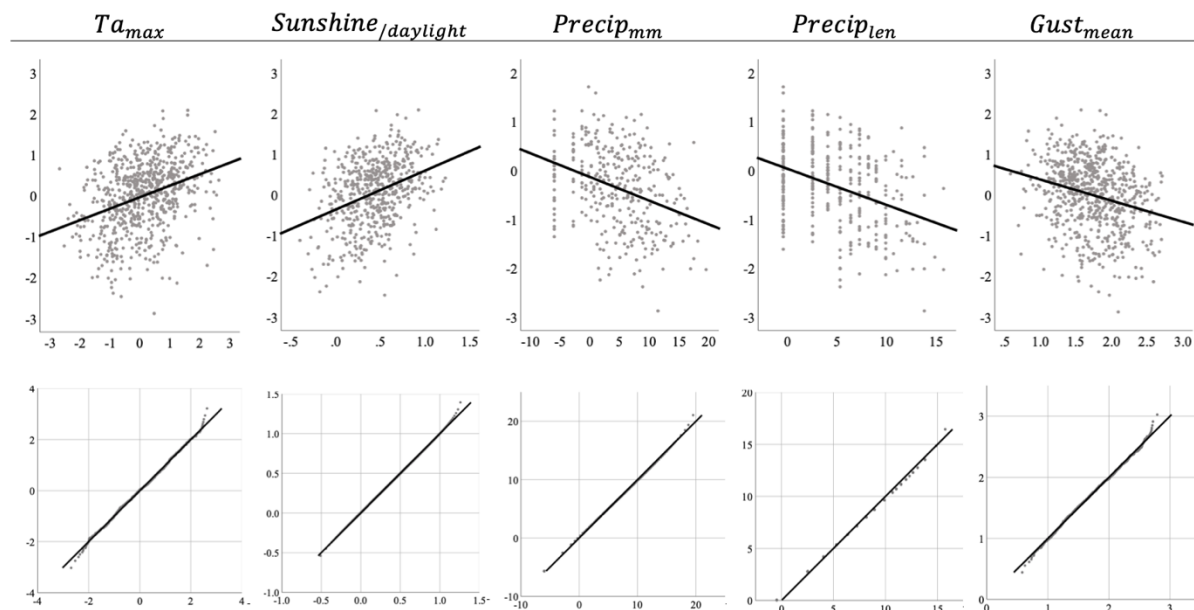 Ta_max Sunshine_/daylight Precip_mm Precip_len Gust_mean
3 3 2 2 3
2 2 1 1 2
1 1 0 0 1
0 0 -1 -1 0
-1 -1 -2 -2 -1
-2 -2 -3 -3 -2
-3 -3 -3
-3 -2 -1 0 1 2 3 -.5 .0 .5 1.0 1.5 -10 -5 0 5 10 15 20 0 5 10 15 .5 1.0 1.5 2.0 2.5 3.0
4 1.5 20 20 3
2 1.0 10 15 2
0 0.5 0 10 1
-2 0.0 -10 5 0
-4 -0.5 0
-1.0
4 -2 0 2 4 - -1.0 -0.5 0.0 0.5 1.0 1.5- -10 0 10 20 - 0 5 10 15 - 0 1 2 3 -